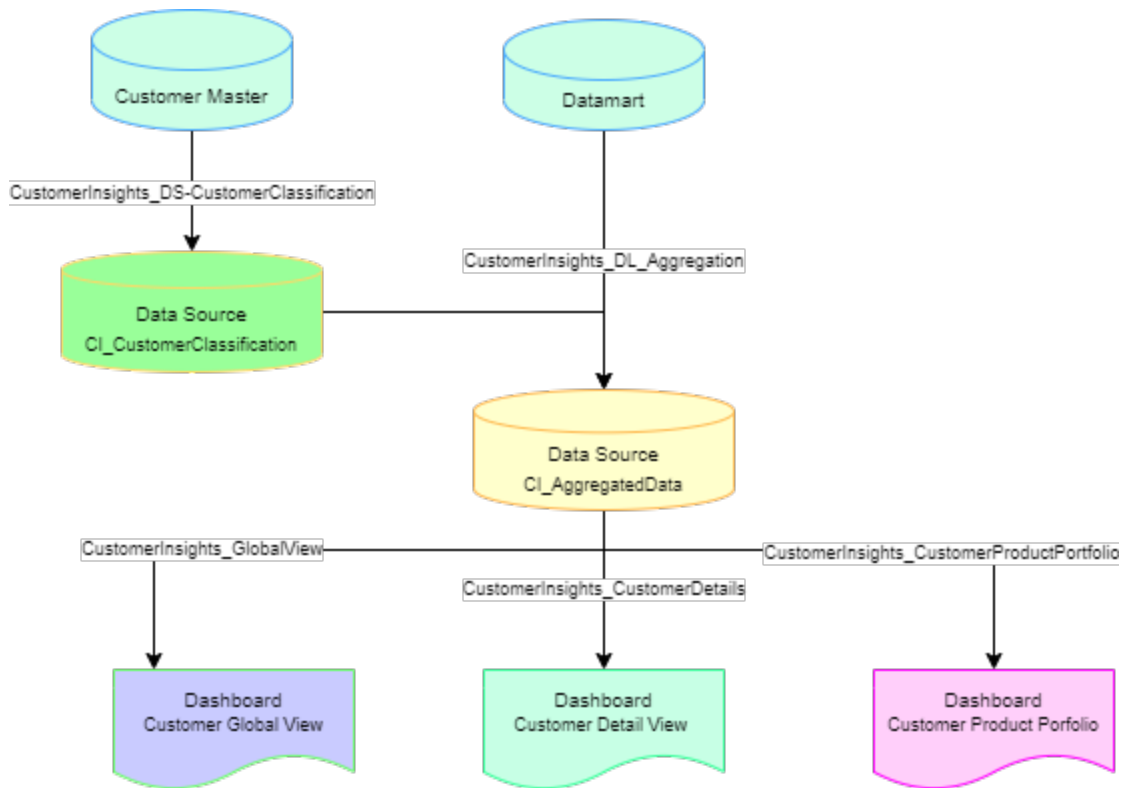 Customer Master
Datamart
CustomerInsights_DS-CustomerClassification
CustomerInsights_DL_Aggregation
Data Source
CI_CustomerClassification
Data Source
CI_AggregatedData
CustomerInsights_GlobalView
CustomerInsights_CustomerProductPortfolio
CustomerInsights_CustomerDetails
Dashboard
Customer Global View
Dashboard
Customer Detail View
Dashboard
Customer Product Porfolio